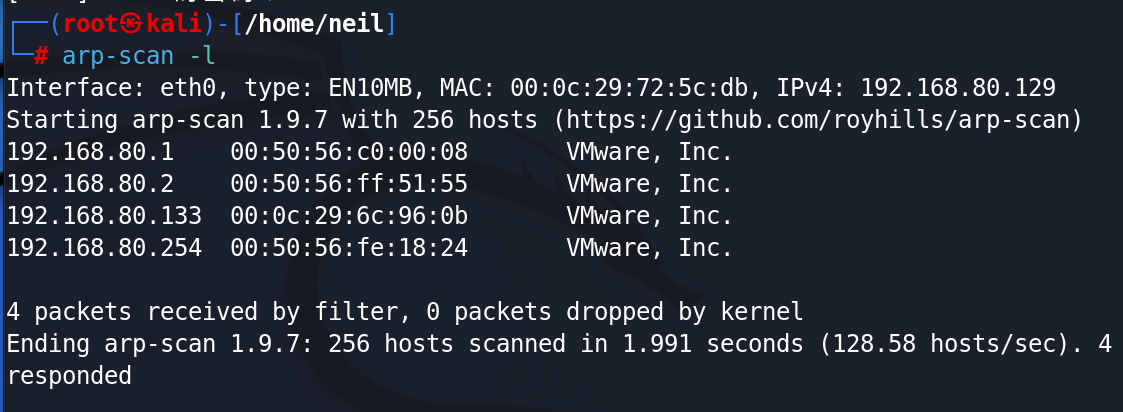 (root㉿kali)-[/home/neil]
# arp-scan -l
Interface: eth0, type: EN10MB, MAC: 00:0c:29:72:5c:db, IPv4: 192.168.80.129
Starting arp-scan 1.9.7 with 256 hosts (https://github.com/royhills/arp-scan)
192.168.80.1    00:50:56:c0:00:08       VMware, Inc.
192.168.80.2    00:50:56:ff:51:55       VMware, Inc.
192.168.80.133  00:0c:29:6c:96:0b       VMware, Inc.
192.168.80.254  00:50:56:fe:18:24       VMware, Inc.
4 packets received by filter, 0 packets dropped by kernel
Ending arp-scan 1.9.7: 256 hosts scanned in 1.991 seconds (128.58 hosts/sec). 4
responded